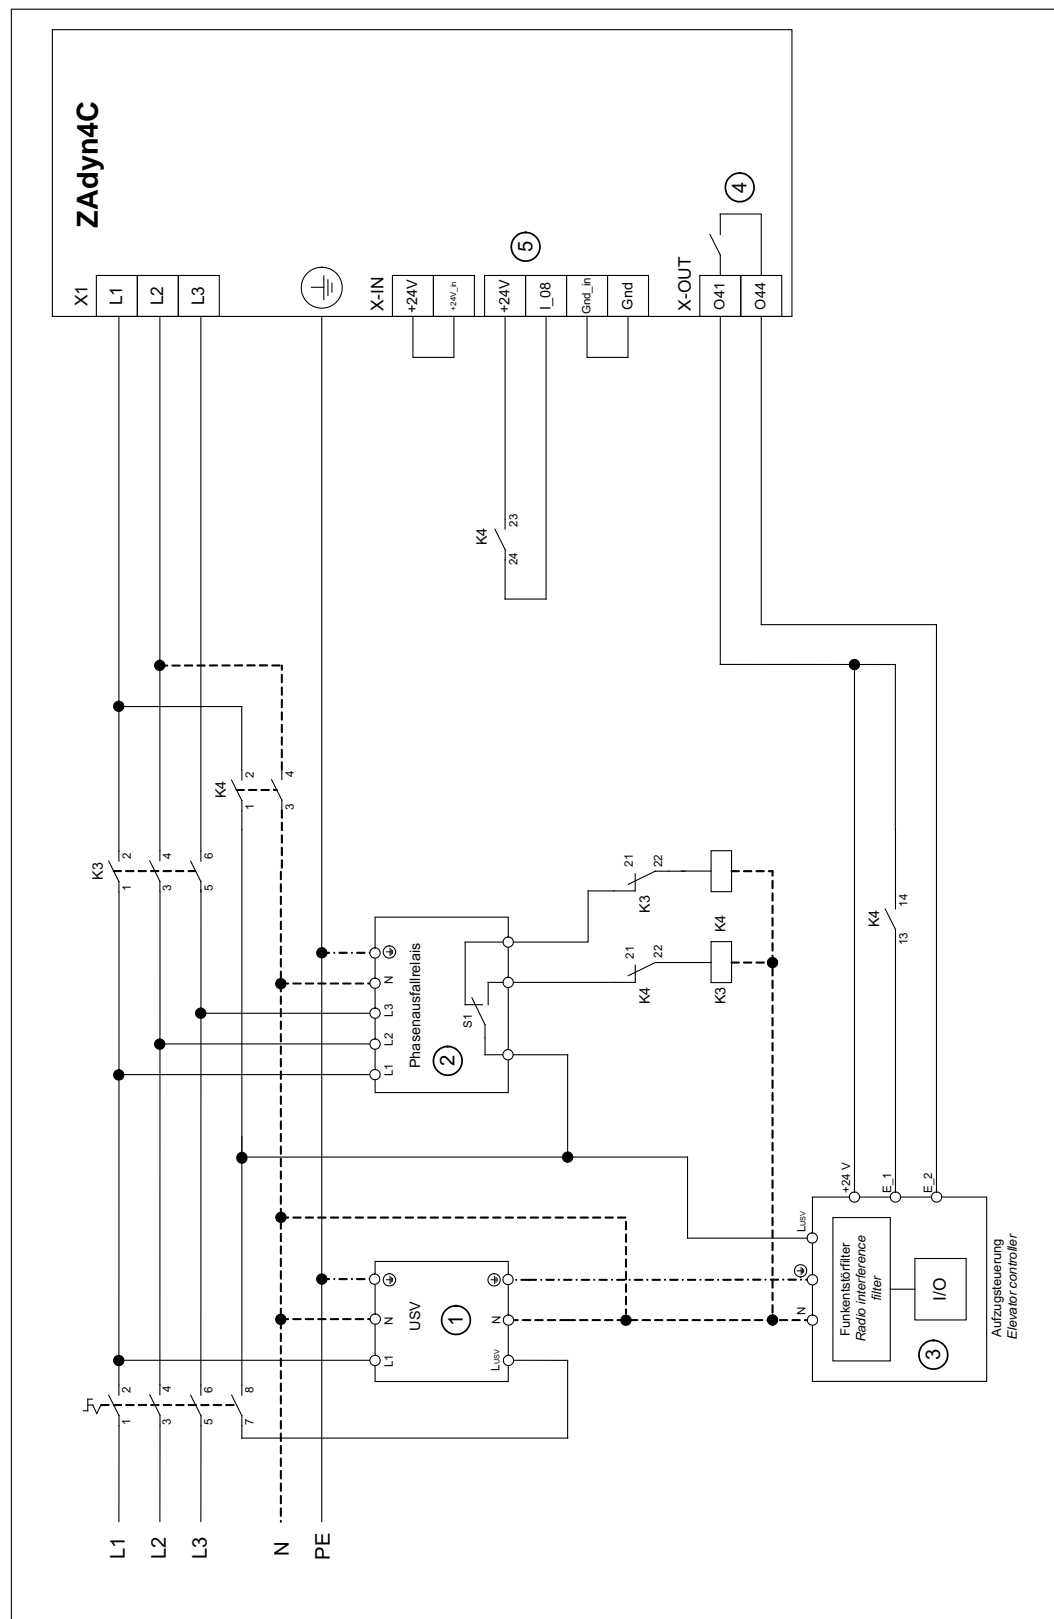 ZAdyn4C
X1
L1
L2
L3
X-IN
+24V
+24V_in
+24V
I_08
Gnd_in
Gnd
5
X-OUT
O41
O44
4
K4
24
23
K3
1
2
3
4
5
6
K4
1
2
3
4
L1
L2
L3
N
Phasenausfallrelais
2
S1
K3
21
22
K4
K4
21
22
K3
K4
13
14
L1
N
USV
1
LUSV
N
1
2
3
4
5
6
7
8
L1
L2
L3
N
PE
LUSV
N
+24 V
E_1
E_2
Funkentstörfilter
Radio interference
filter
I/O
3
Aufzugsteuerung
Elevator controller